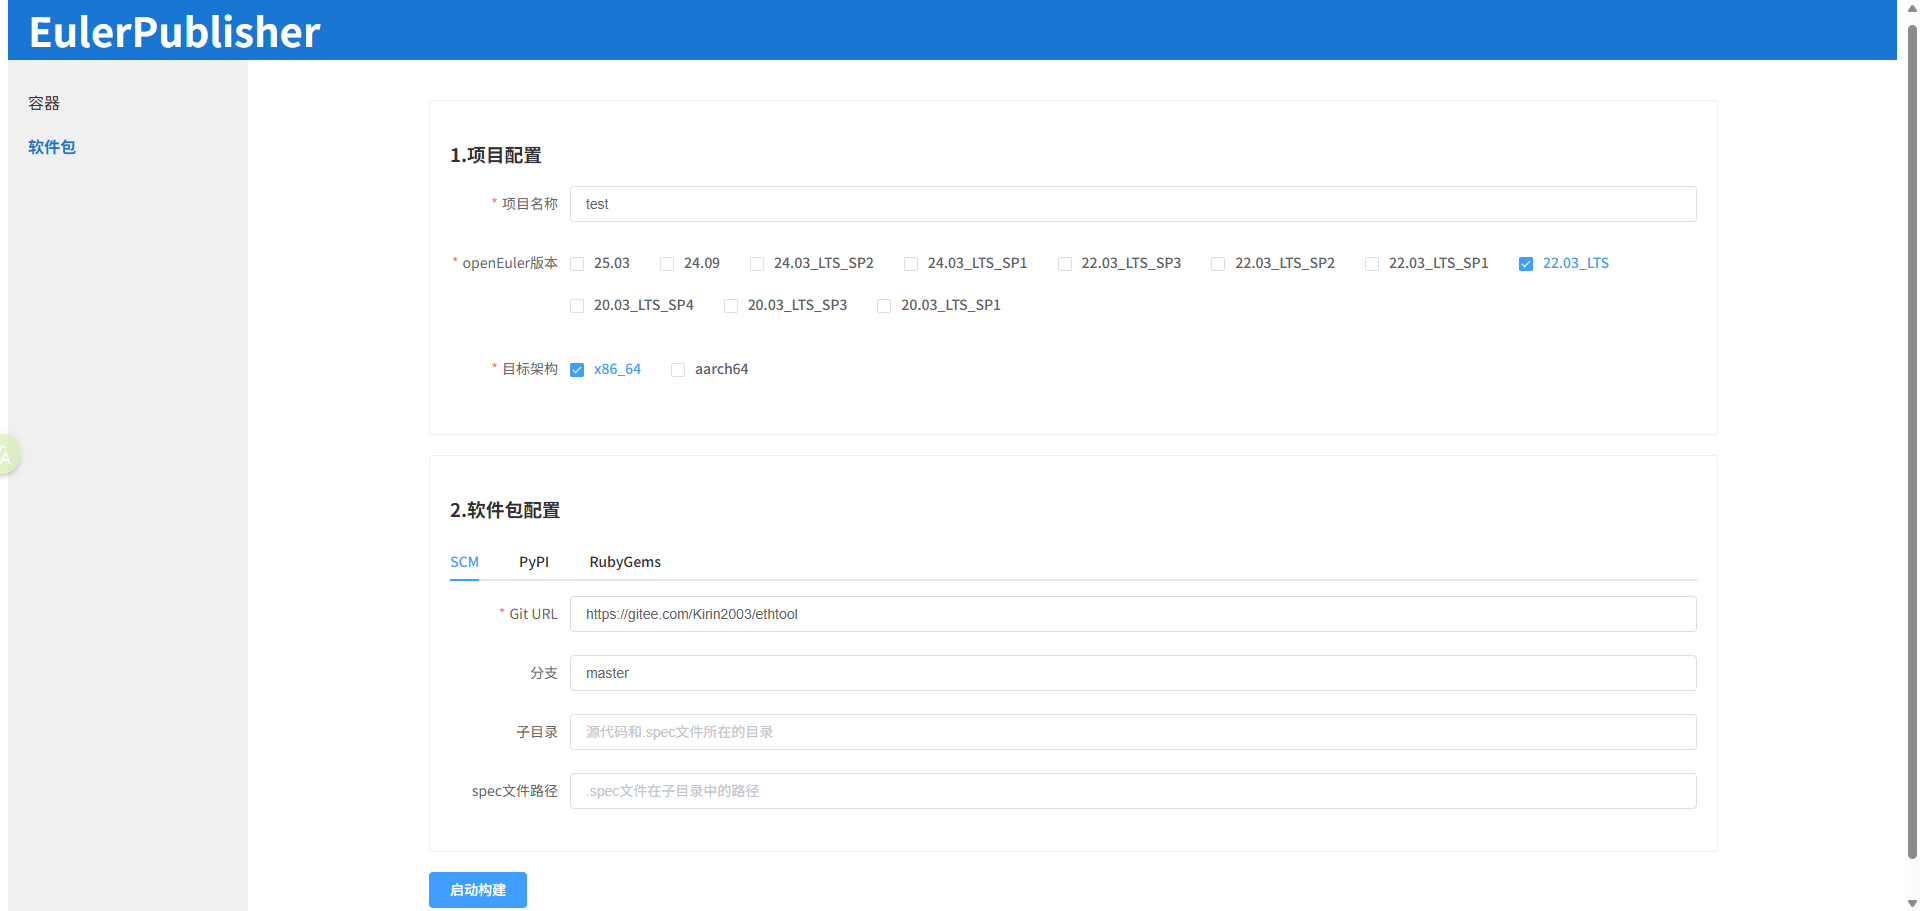 EulerPublisher
容器
软件包
1.项目配置
* 项目名称 test
* openEuler版本 25.03 24.09 24.03_LTS_SP2 24.03_LTS_SP1 22.03_LTS_SP3 22.03_LTS_SP2 22.03_LTS_SP1 22.03_LTS
20.03_LTS_SP4 20.03_LTS_SP3 20.03_LTS_SP1
* 目标架构 x86_64 aarch64
2.软件包配置
SCM PyPI RubyGems
* Git URL https://gitee.com/Kirin2003/ethtool
分支 master
子目录 源代码和.spec文件所在的目录
spec文件路径 .spec文件在子目录中的路径
启动构建